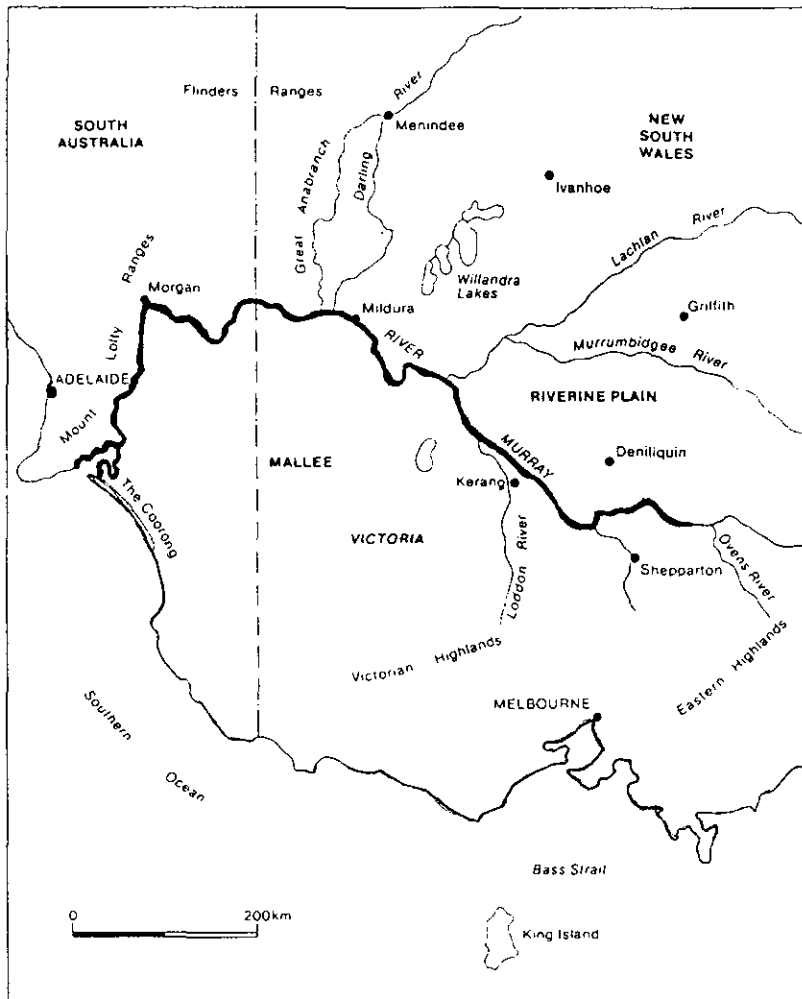 Flinders Ranges
River
Menindee
SOUTH
AUSTRALIA
NEW
SOUTH
WALES
Great Anabranch
Darling
Ivanhoe
Lachlan River
Willandra
Lakes
Mount Lofty Ranges
Morgan
Mildura
Griffith
Murrumbidgee River
RIVER
ADELAIDE
RIVERINE PLAIN
MALLEE
MURRAY
Deniliquin
Kerang
The Coorong
VICTORIA
Loddon River
Shepparton
Ovens River
Victorian Highlands
Eastern Highlands
MELBOURNE
Southern
Ocean
Bass Strait
0 200km
King Island